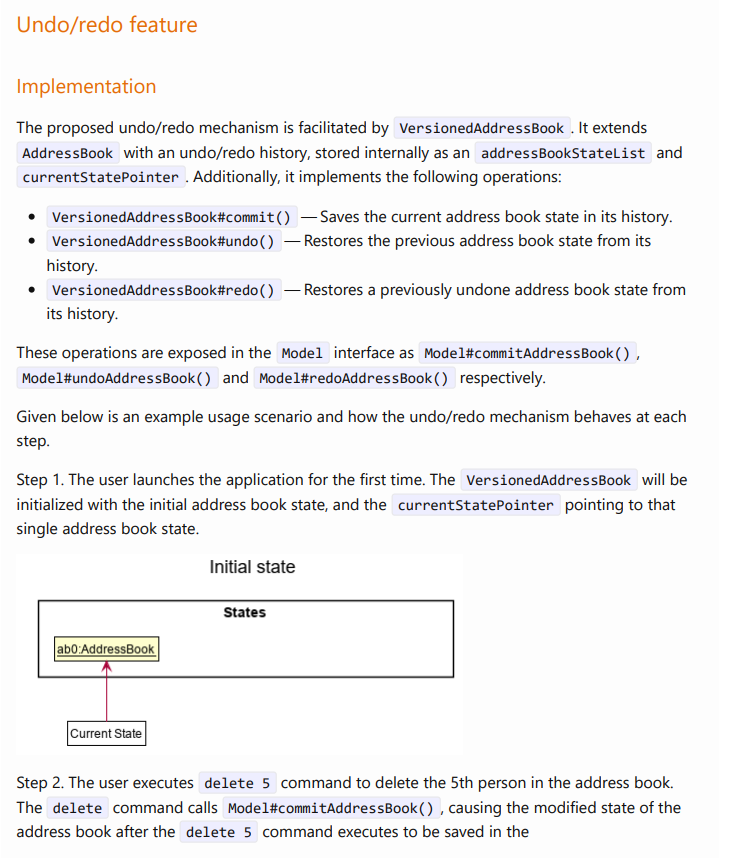 Undo/redo feature
Implementation
The proposed undo/redo mechanism is facilitated by VersionedAddressBook . It extends
AddressBook with an undo/redo history, stored internally as an addressBookStateList and
currentStatePointer . Additionally, it implements the following operations:
• VersionedAddressBook#commit() — Saves the current address book state in its history.
• VersionedAddressBook#undo() — Restores the previous address book state from its
history.
• VersionedAddressBook#redo() — Restores a previously undone address book state from
its history.
These operations are exposed in the Model interface as Model#commitAddressBook() ,
Model#undoAddressBook() and Model#redoAddressBook() respectively.
Given below is an example usage scenario and how the undo/redo mechanism behaves at each
step.
Step 1. The user launches the application for the first time. The VersionedAddressBook will be
initialized with the initial address book state, and the currentStatePointer pointing to that
single address book state.
Initial state
States
ab0:AddressBook
Current State
Step 2. The user executes delete 5 command to delete the 5th person in the address book.
The delete command calls Model#commitAddressBook() , causing the modified state of the
address book after the delete 5 command executes to be saved in the